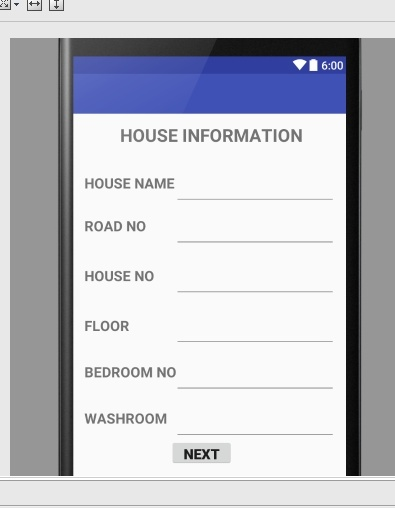 6:00
HOUSE INFORMATION
HOUSE NAME
ROAD NO
HOUSE NO
FLOOR
BEDROOM NO
WASHROOM
NEXT